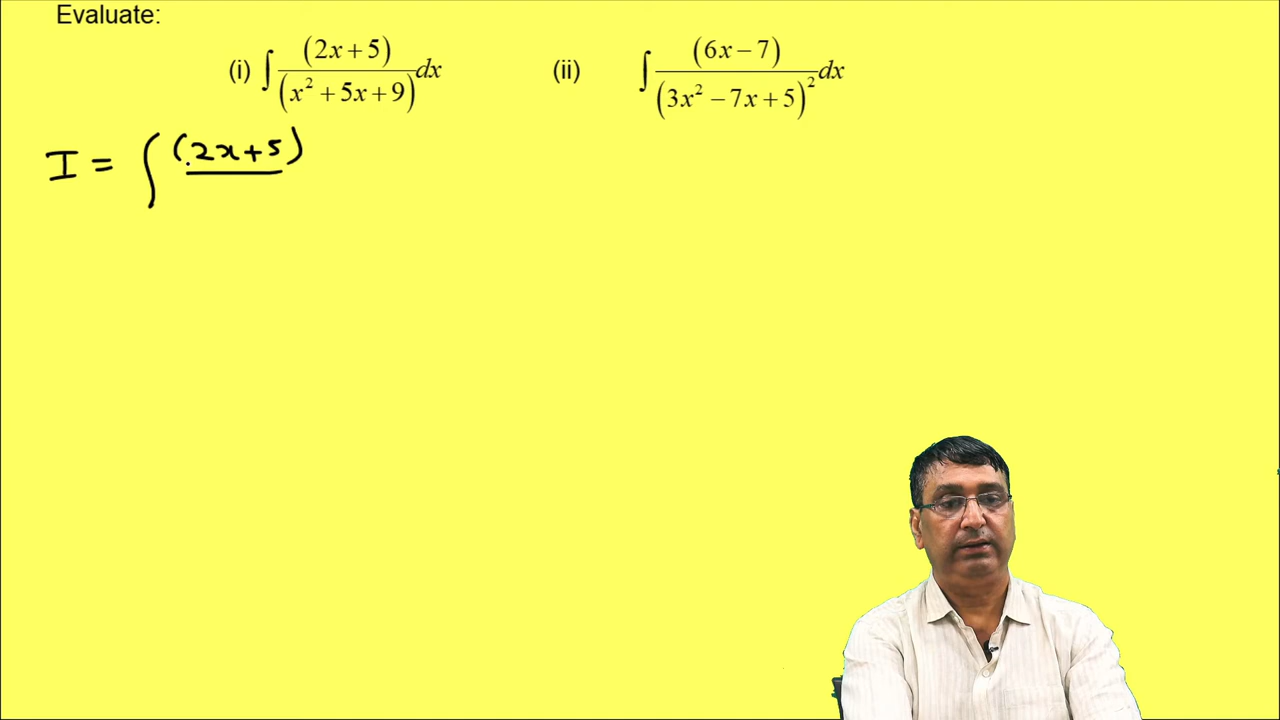 Evaluate:
(i) ∫ (2x+5)/(x² +5x+9) dx (ii) ∫ (6x−7)/(3x² −7x+5)² dx
I = ∫ (2x+5)